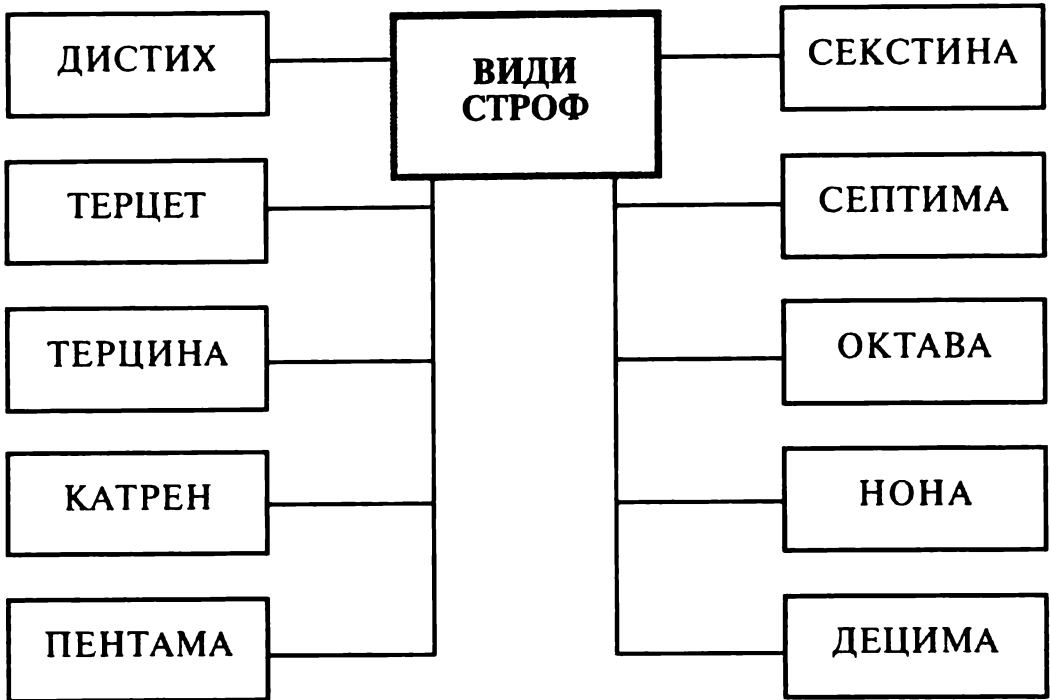 ВИДИ
СТРОФ
ДИСТИХ
ТЕРЦЕТ
ТЕРЦИНА
КАТРЕН
ПЕНТАМА
СЕКСТИНА
СЕПТИМА
ОКТАВА
НОНА
ДЕЦИМА